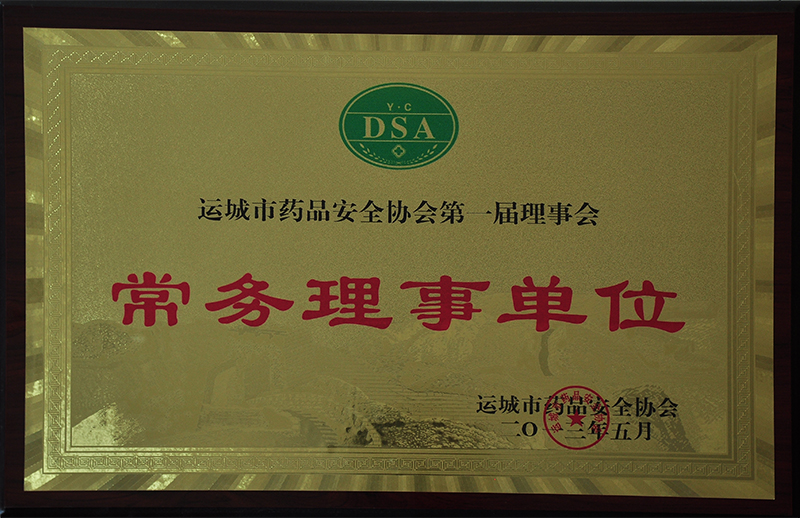 Y·C
DSA
运城市药品安全协会第一届理事会
常务理事单位
运城市药品安全协会
二〇一三年五月